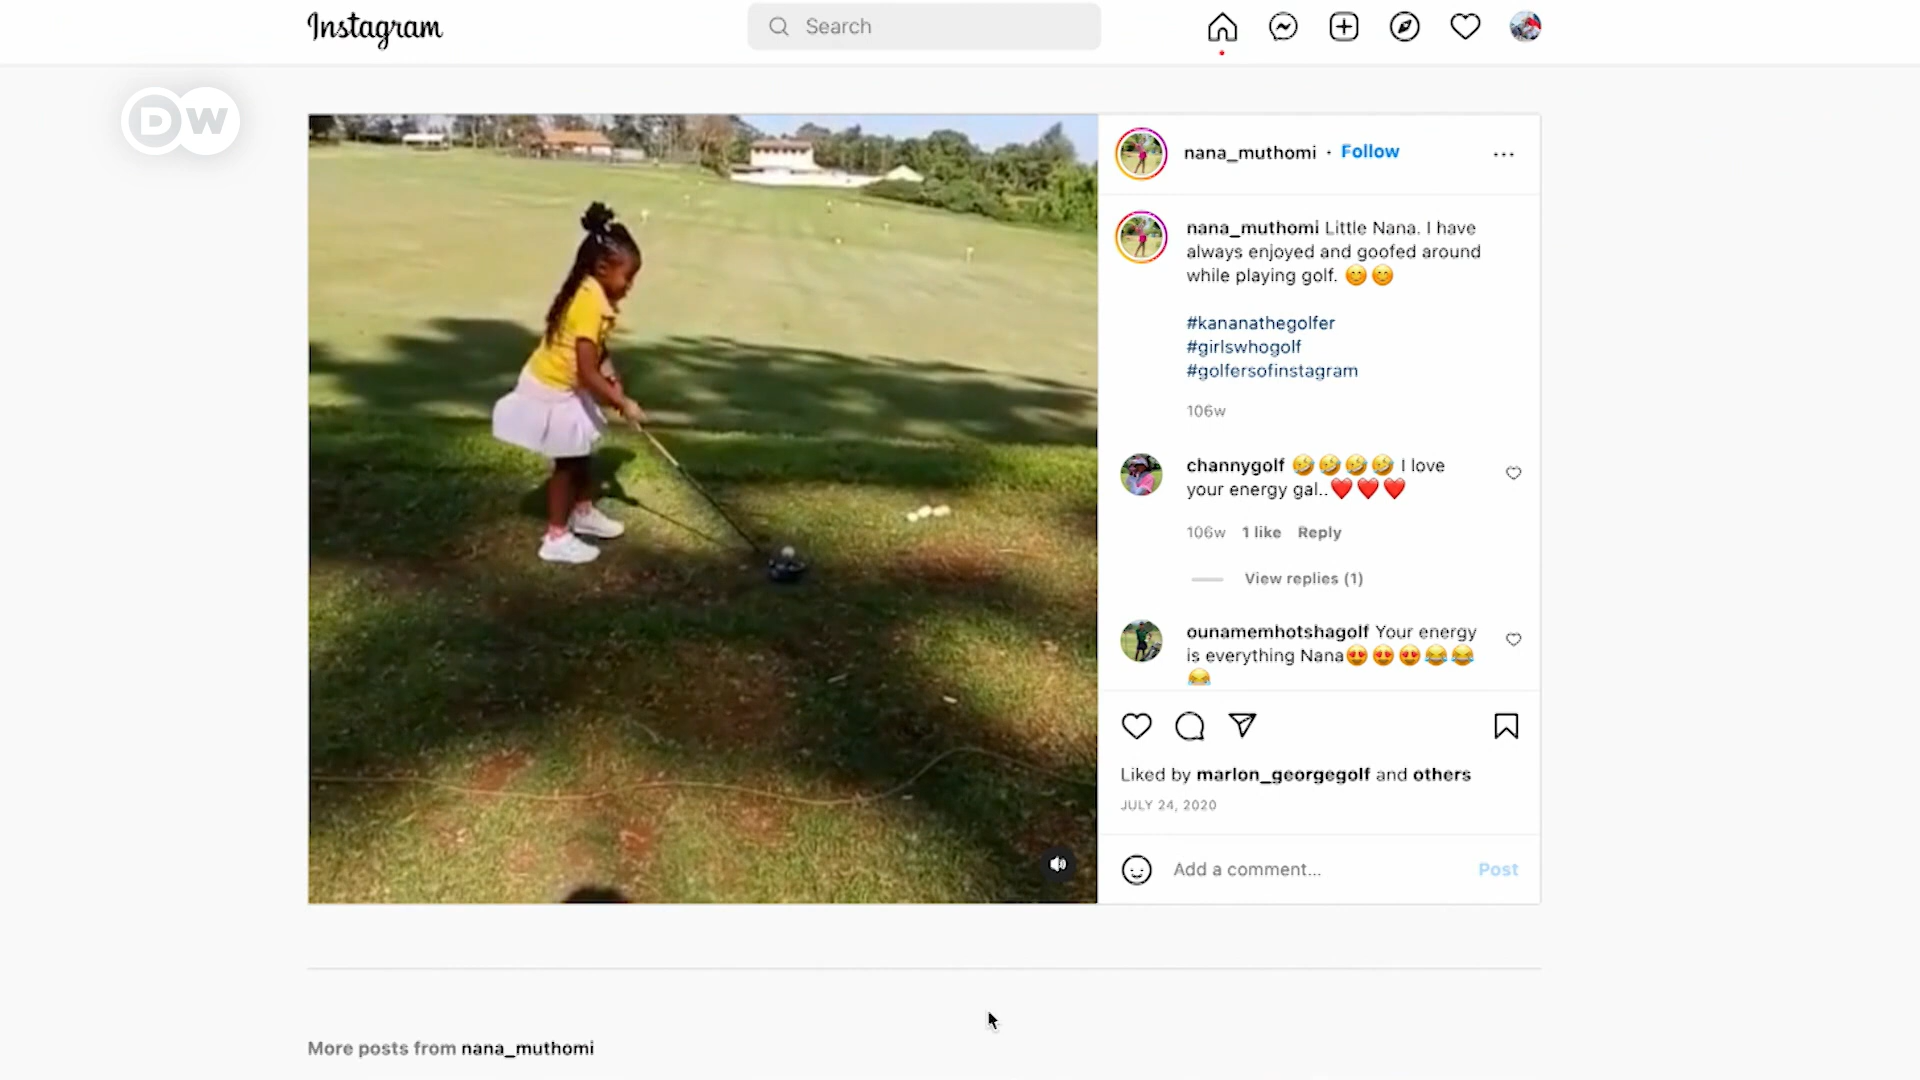 Instagram
Search
DW
nana_muthomi • Follow
nana_muthomi Little Nana. I have
always enjoyed and goofed around
while playing golf. 😊😊
#kananathegolfer
#girlswhogolf
#golfersofinstagram
106w
channygolf 🤣🤣🤣🤣 I love
your energy gal..❤️❤️❤️
106w 1 like Reply
View replies (1)
ounamemhotshagolf Your energy
is everything Nana😍😍😍😂😂
😂
Liked by marlon_georgegolf and others
JULY 24, 2020
Add a comment... Post
More posts from nana_muthomi